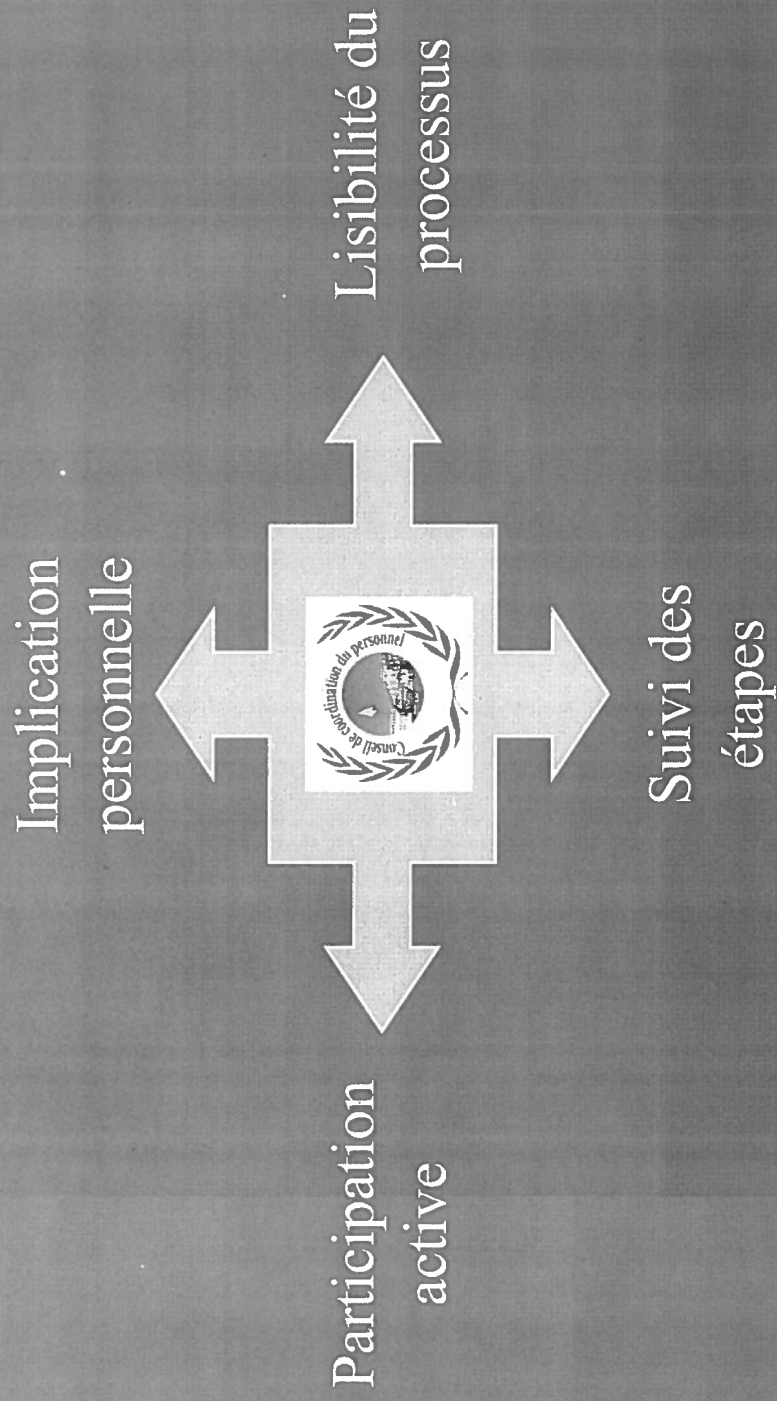 Implication
personnelle
Participation
active
Conseil de coordination du personnel
Lisibilité du
processus
Suivi des
étapes